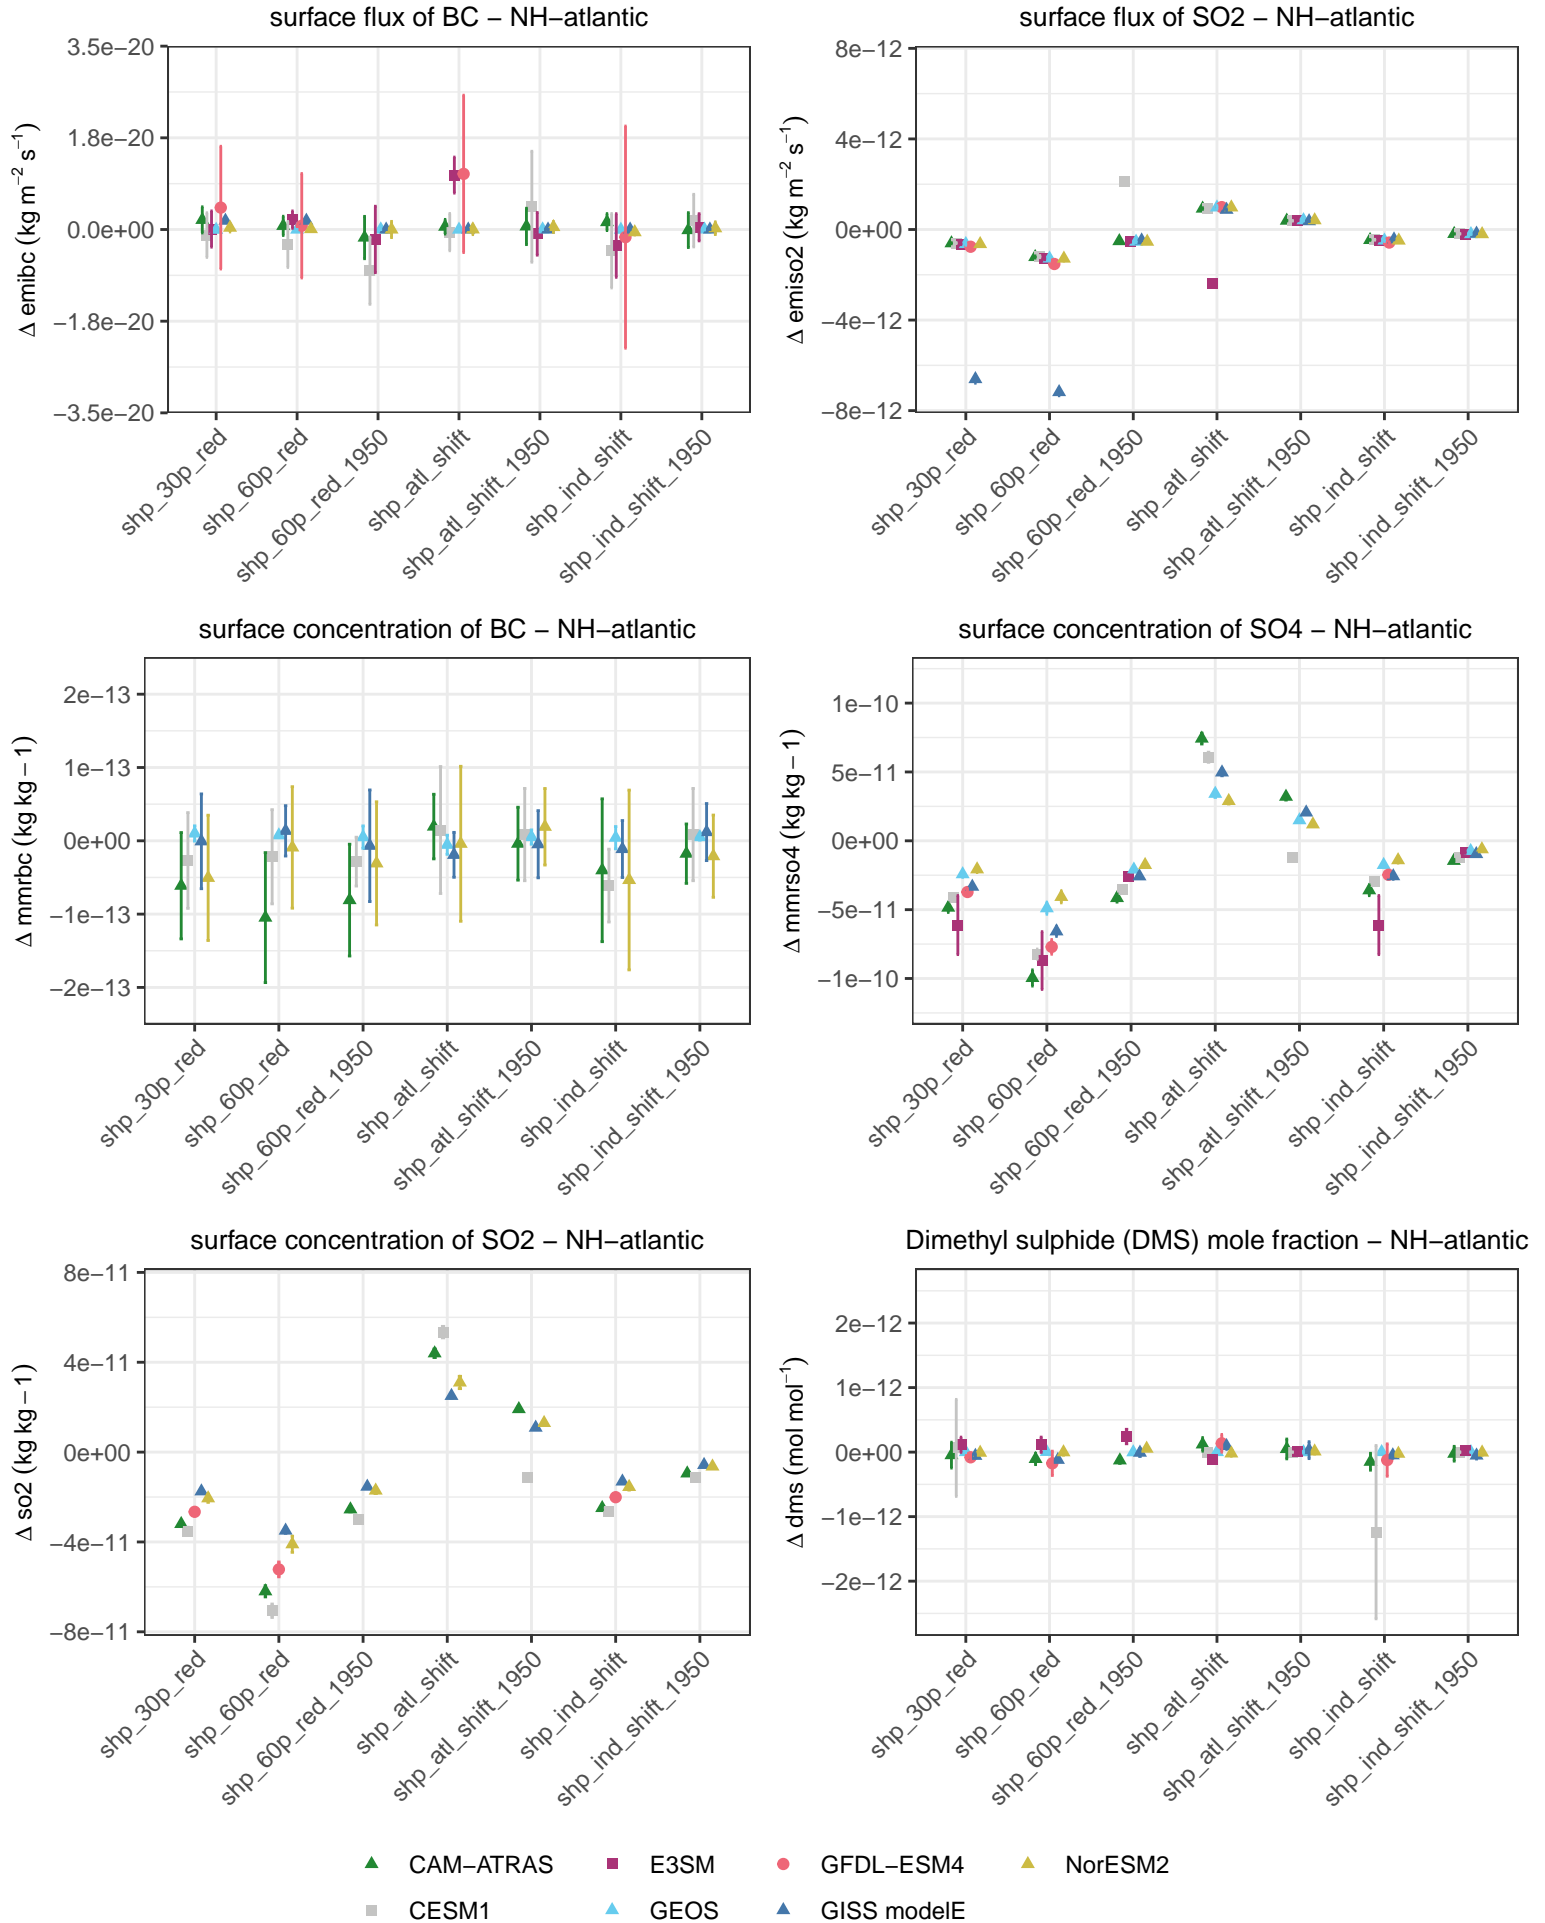 surface flux of BC − NH−atlantic
3.5e−20
1.8e−20
0.0e+00
−1.8e−20
−3.5e−20
Δ emibc (kg m⁻² s⁻¹)
shp_30p_red
shp_60p_red
shp_60p_red_1950
shp_atl_shift
shp_atl_shift_1950
shp_ind_shift
shp_ind_shift_1950
surface flux of SO2 − NH−atlantic
8e−12
4e−12
0e+00
−4e−12
−8e−12
Δ emiso2 (kg m⁻² s⁻¹)
shp_30p_red
shp_60p_red
shp_60p_red_1950
shp_atl_shift
shp_atl_shift_1950
shp_ind_shift
shp_ind_shift_1950
surface concentration of BC − NH−atlantic
2e−13
1e−13
0e+00
−1e−13
−2e−13
Δ mmrbc (kg kg − 1)
shp_30p_red
shp_60p_red
shp_60p_red_1950
shp_atl_shift
shp_atl_shift_1950
shp_ind_shift
shp_ind_shift_1950
surface concentration of SO4 − NH−atlantic
1e−10
5e−11
0e+00
−5e−11
−1e−10
Δ mmrso4 (kg kg − 1)
shp_30p_red
shp_60p_red
shp_60p_red_1950
shp_atl_shift
shp_atl_shift_1950
shp_ind_shift
shp_ind_shift_1950
surface concentration of SO2 − NH−atlantic
8e−11
4e−11
0e+00
−4e−11
−8e−11
Δ so2 (kg kg − 1)
shp_30p_red
shp_60p_red
shp_60p_red_1950
shp_atl_shift
shp_atl_shift_1950
shp_ind_shift
shp_ind_shift_1950
Dimethyl sulphide (DMS) mole fraction − NH−atlantic
2e−12
1e−12
0e+00
−1e−12
−2e−12
Δ dms (mol mol⁻¹)
shp_30p_red
shp_60p_red
shp_60p_red_1950
shp_atl_shift
shp_atl_shift_1950
shp_ind_shift
shp_ind_shift_1950
CAM−ATRAS E3SM GFDL−ESM4 NorESM2
CESM1 GEOS GISS modelE